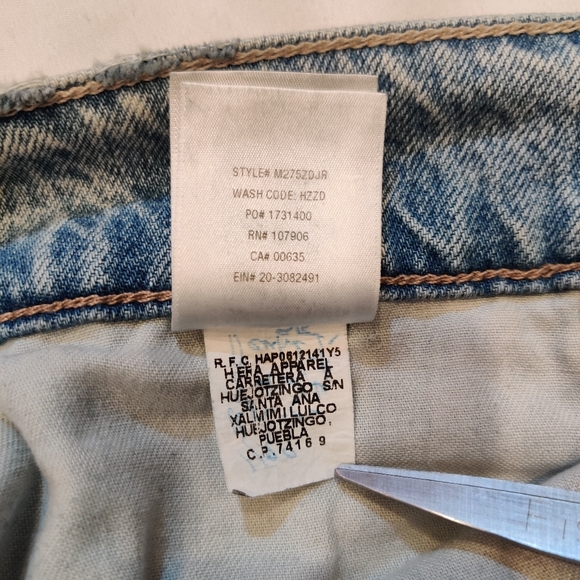 STYLE# M275ZDJR
WASH CODE: HZZD
PO# 1731400
RN# 107906
CA# 00635
EIN# 20-3082491
R.F.C. HAP0612141Y5
HERA APPAREL
CARRETERA A
HUEJOTZINGO S/N
SANTA ANA
XALMIMILULCO
HUEJOTZINGO,
PUEBLA
C.P. 74169